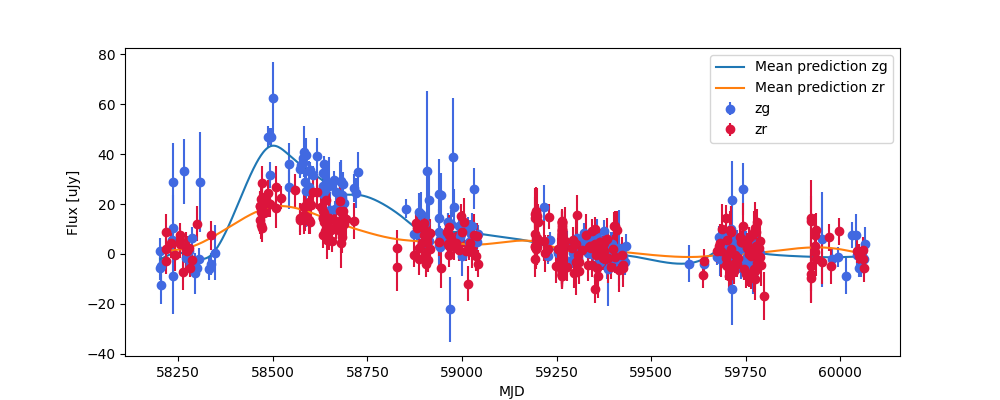 80
60
40
20
0
−20
−40
Flux [uJy]
58250
58500
58750
59000
59250
59500
59750
60000
MJD
Mean prediction zg
Mean prediction zr
zg
zr